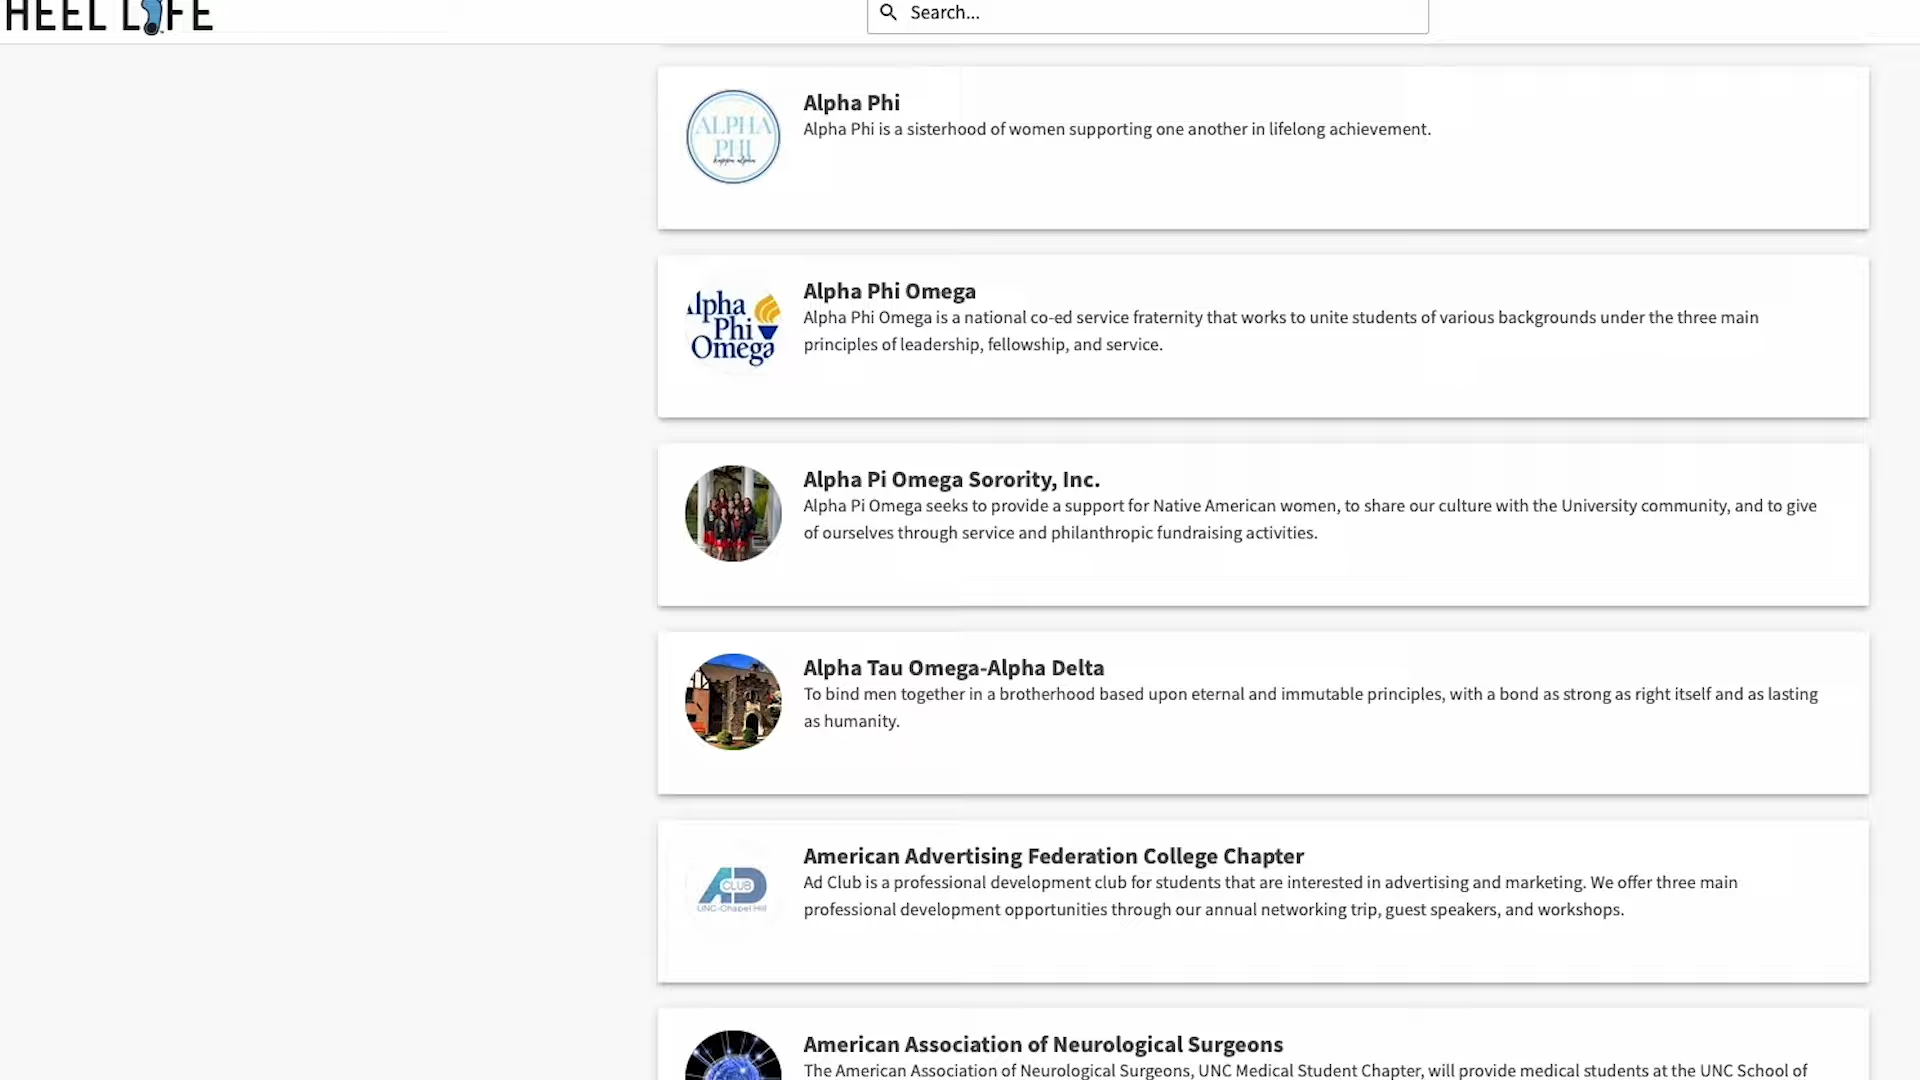 HEEL LIFE
Search...
ALPHA
PHI
kappa alpha
Alpha Phi
Alpha Phi is a sisterhood of women supporting one another in lifelong achievement.
lpha
Phi
Omega
Alpha Phi Omega
Alpha Phi Omega is a national co-ed service fraternity that works to unite students of various backgrounds under the three main
principles of leadership, fellowship, and service.
Alpha Pi Omega Sorority, Inc.
Alpha Pi Omega seeks to provide a support for Native American women, to share our culture with the University community, and to give
of ourselves through service and philanthropic fundraising activities.
Alpha Tau Omega-Alpha Delta
To bind men together in a brotherhood based upon eternal and immutable principles, with a bond as strong as right itself and as lasting
as humanity.
AD
CLUB
UNC-Chapel Hill
American Advertising Federation College Chapter
Ad Club is a professional development club for students that are interested in advertising and marketing. We offer three main
professional development opportunities through our annual networking trip, guest speakers, and workshops.
American Association of Neurological Surgeons
The American Association of Neurological Surgeons, UNC Medical Student Chapter, will provide medical students at the UNC School of